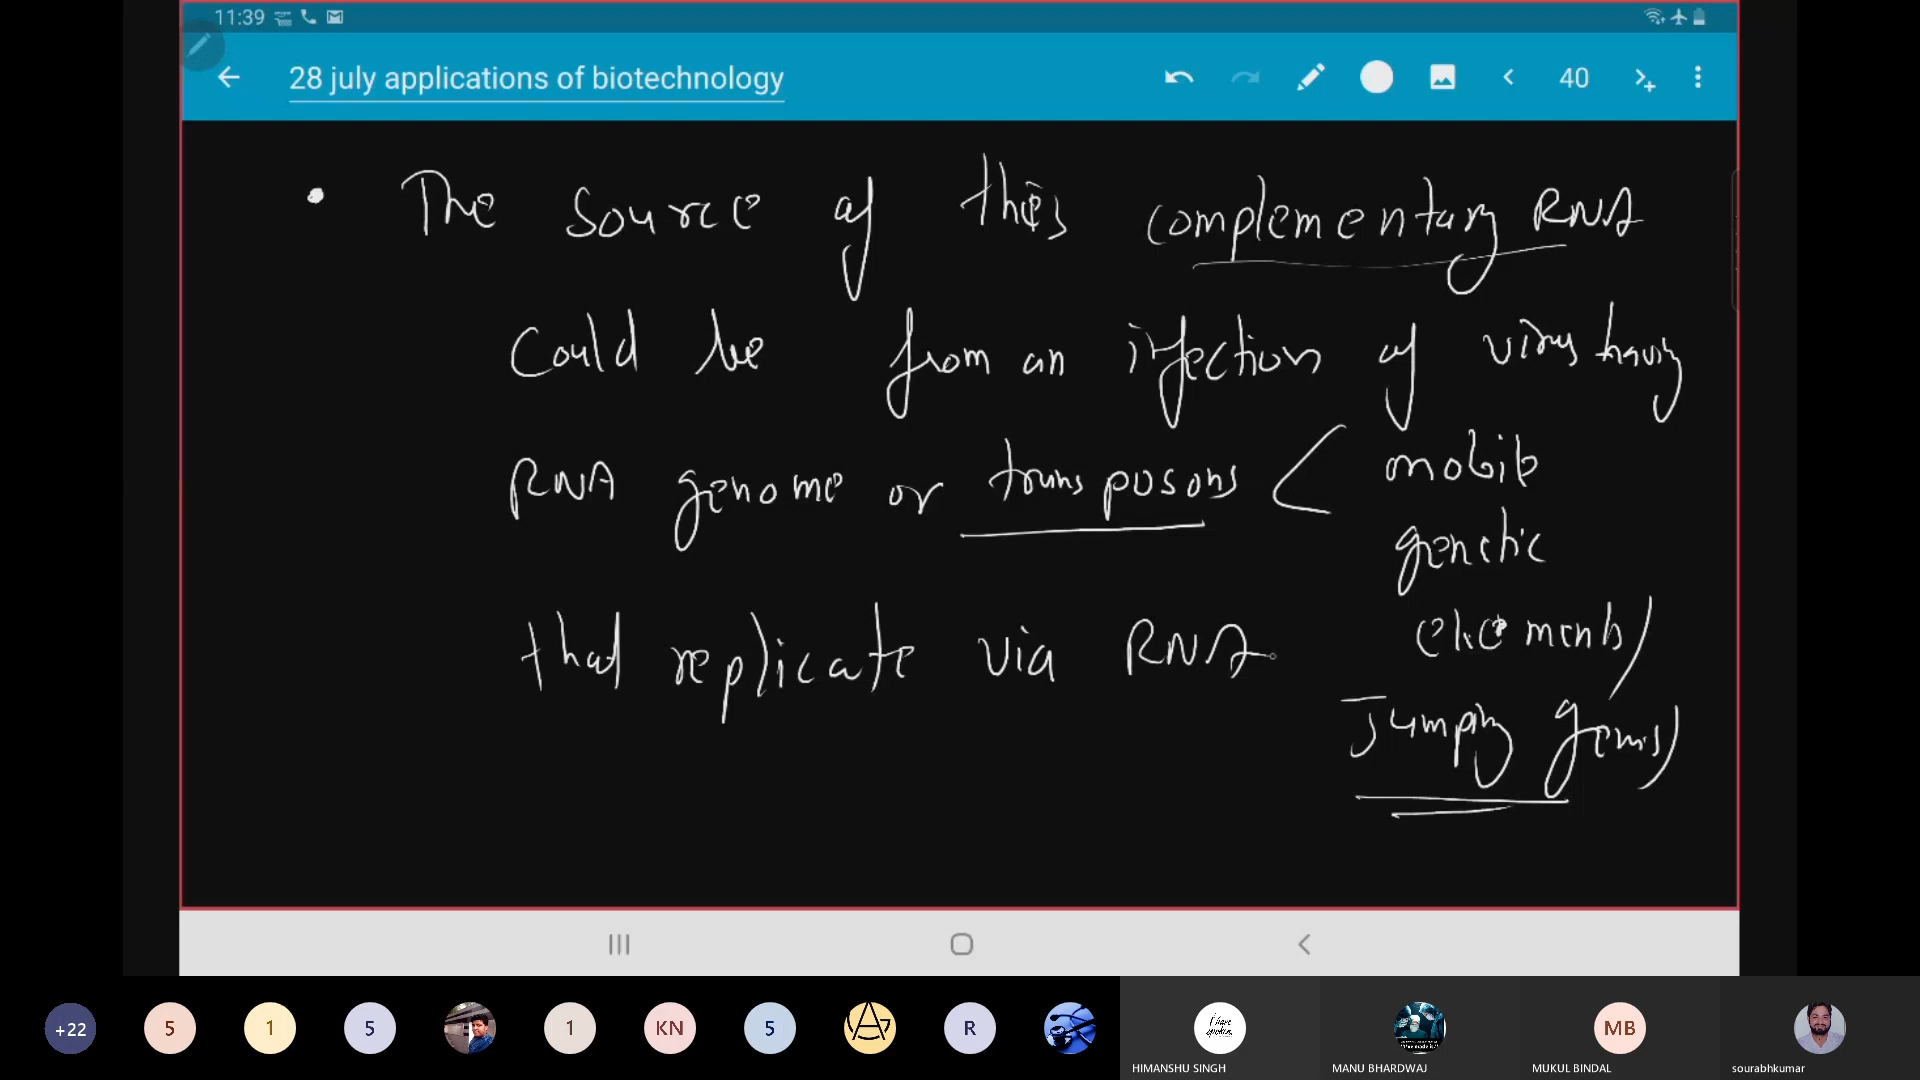 11:39
28 july applications of biotechnology
40
• The source of this complementary RNA
Could be from an infection of virus having
RNA genome or transposons < mobile
genetic
elements/
that replicate via RNA.
Jumping genes)
+22
5
1
5
1
KN
5
R
I have spoken.
MB
HIMANSHU SINGH
MANU BHARDWAJ
MUKUL BINDAL
sourabhkumar